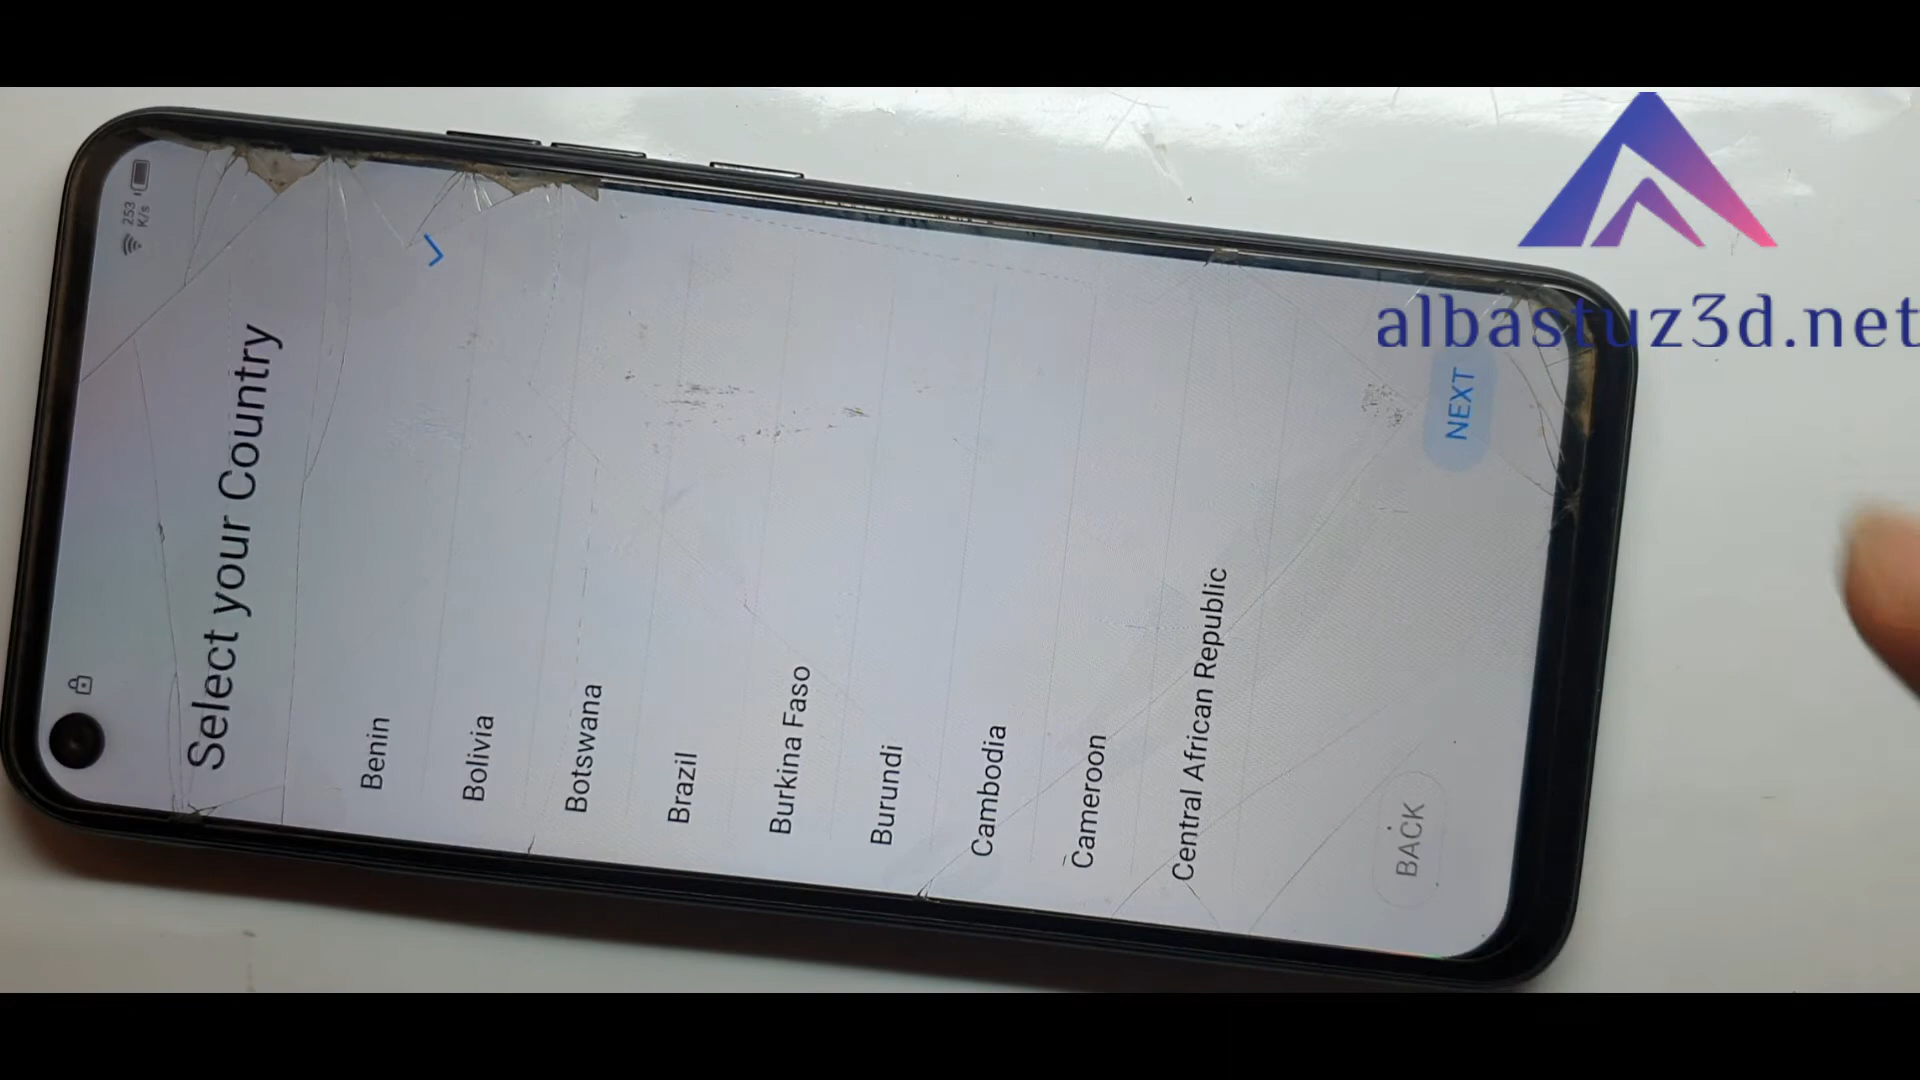 253
K/s
Select your Country
Benin
Bolivia
Botswana
Brazil
Burkina Faso
Burundi
Cambodia
Cameroon
Central African Republic
BACK
NEXT
albastuz3d.net